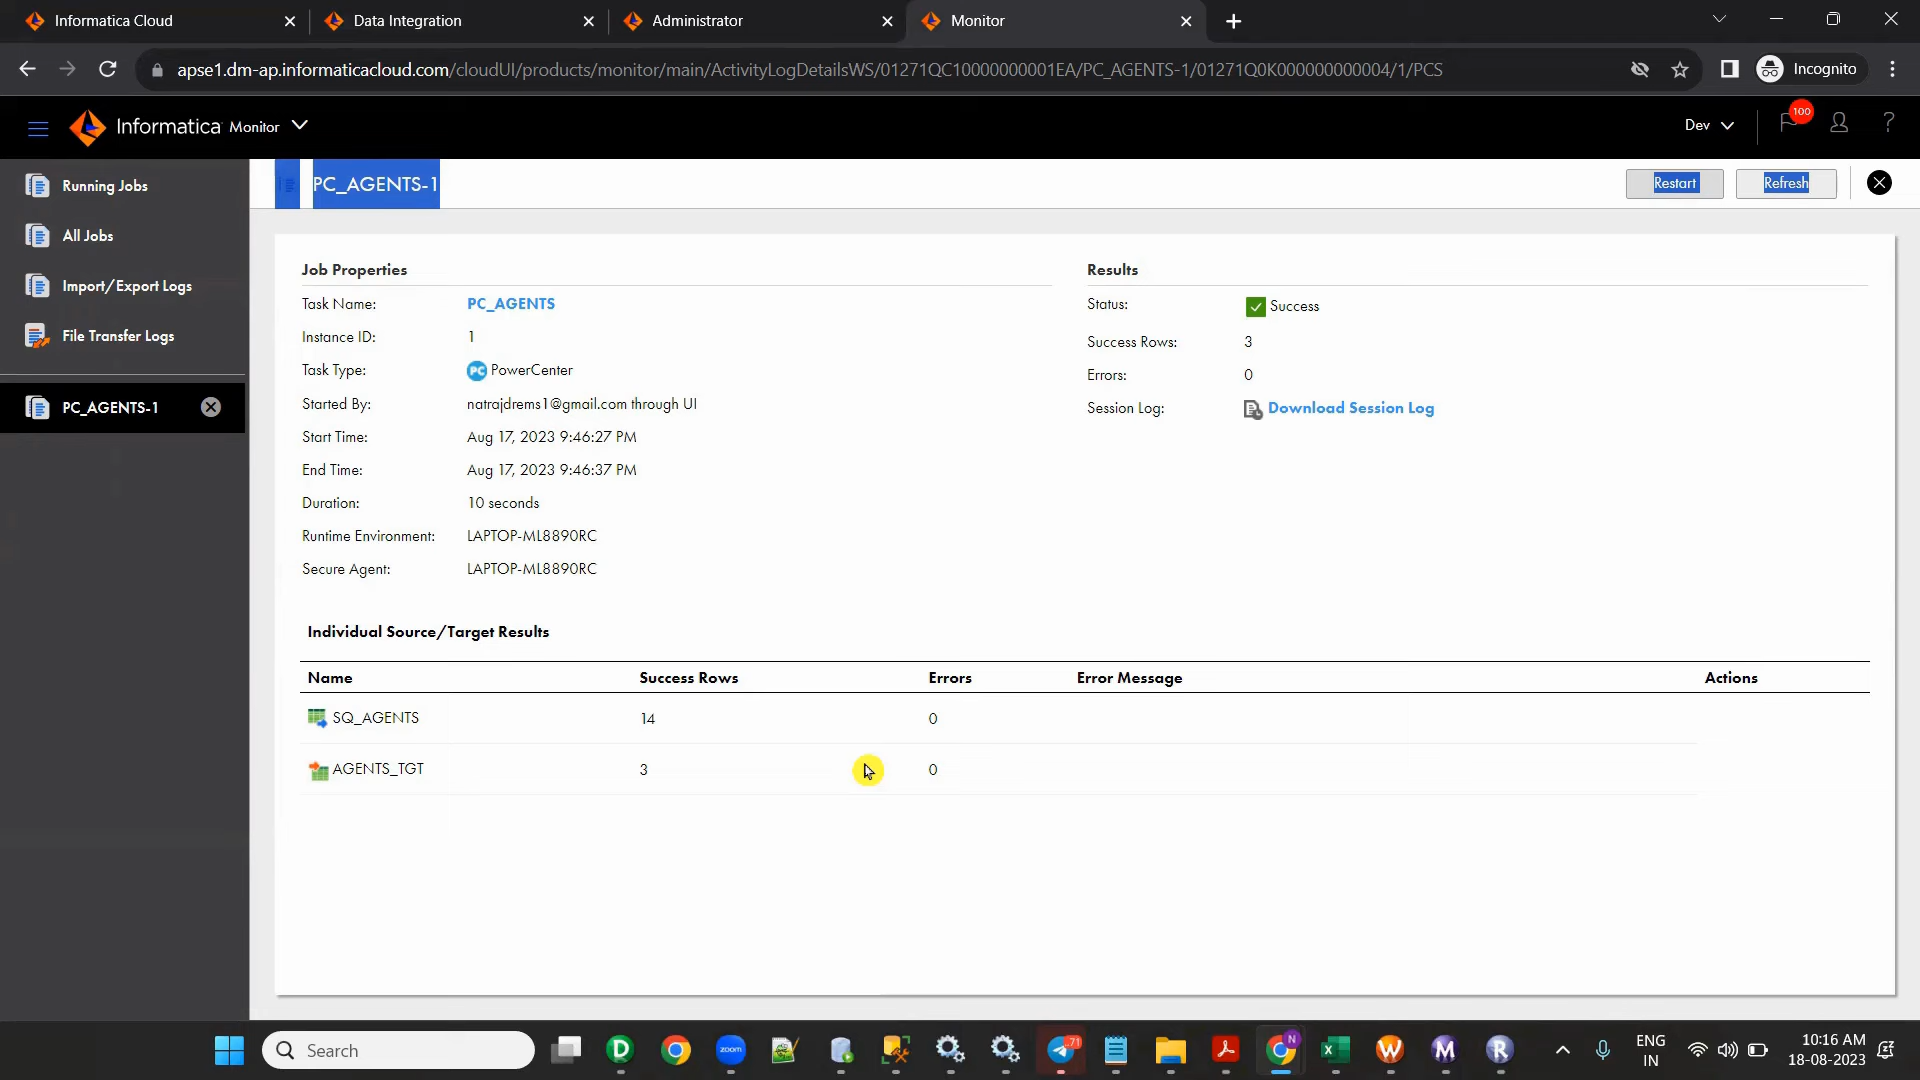 Informatica Cloud
Data Integration
Administrator
Monitor
apse1.dm-ap.informaticacloud.com/cloudUI/products/monitor/main/ActivityLogDetailsWS/01271QC10000000001EA/PC_AGENTS-1/01271Q0K000000000004/1/PCS
Incognito
Informatica Monitor
Dev
100
Running Jobs
All Jobs
Import/Export Logs
File Transfer Logs
PC_AGENTS-1
PC_AGENTS-1
Restart
Refresh
Job Properties
Task Name: PC_AGENTS
Instance ID: 1
Task Type: PC PowerCenter
Started By: natrajdrems1@gmail.com through UI
Start Time: Aug 17, 2023 9:46:27 PM
End Time: Aug 17, 2023 9:46:37 PM
Duration: 10 seconds
Runtime Environment: LAPTOP-ML8890RC
Secure Agent: LAPTOP-ML8890RC
Results
Status: Success
Success Rows: 3
Errors: 0
Session Log: Download Session Log
Individual Source/Target Results
Name Success Rows Errors Error Message Actions
SQ_AGENTS 14 0
AGENTS_TGT 3 0
Search
zoom
71
N
ENG
IN
10:16 AM
18-08-2023